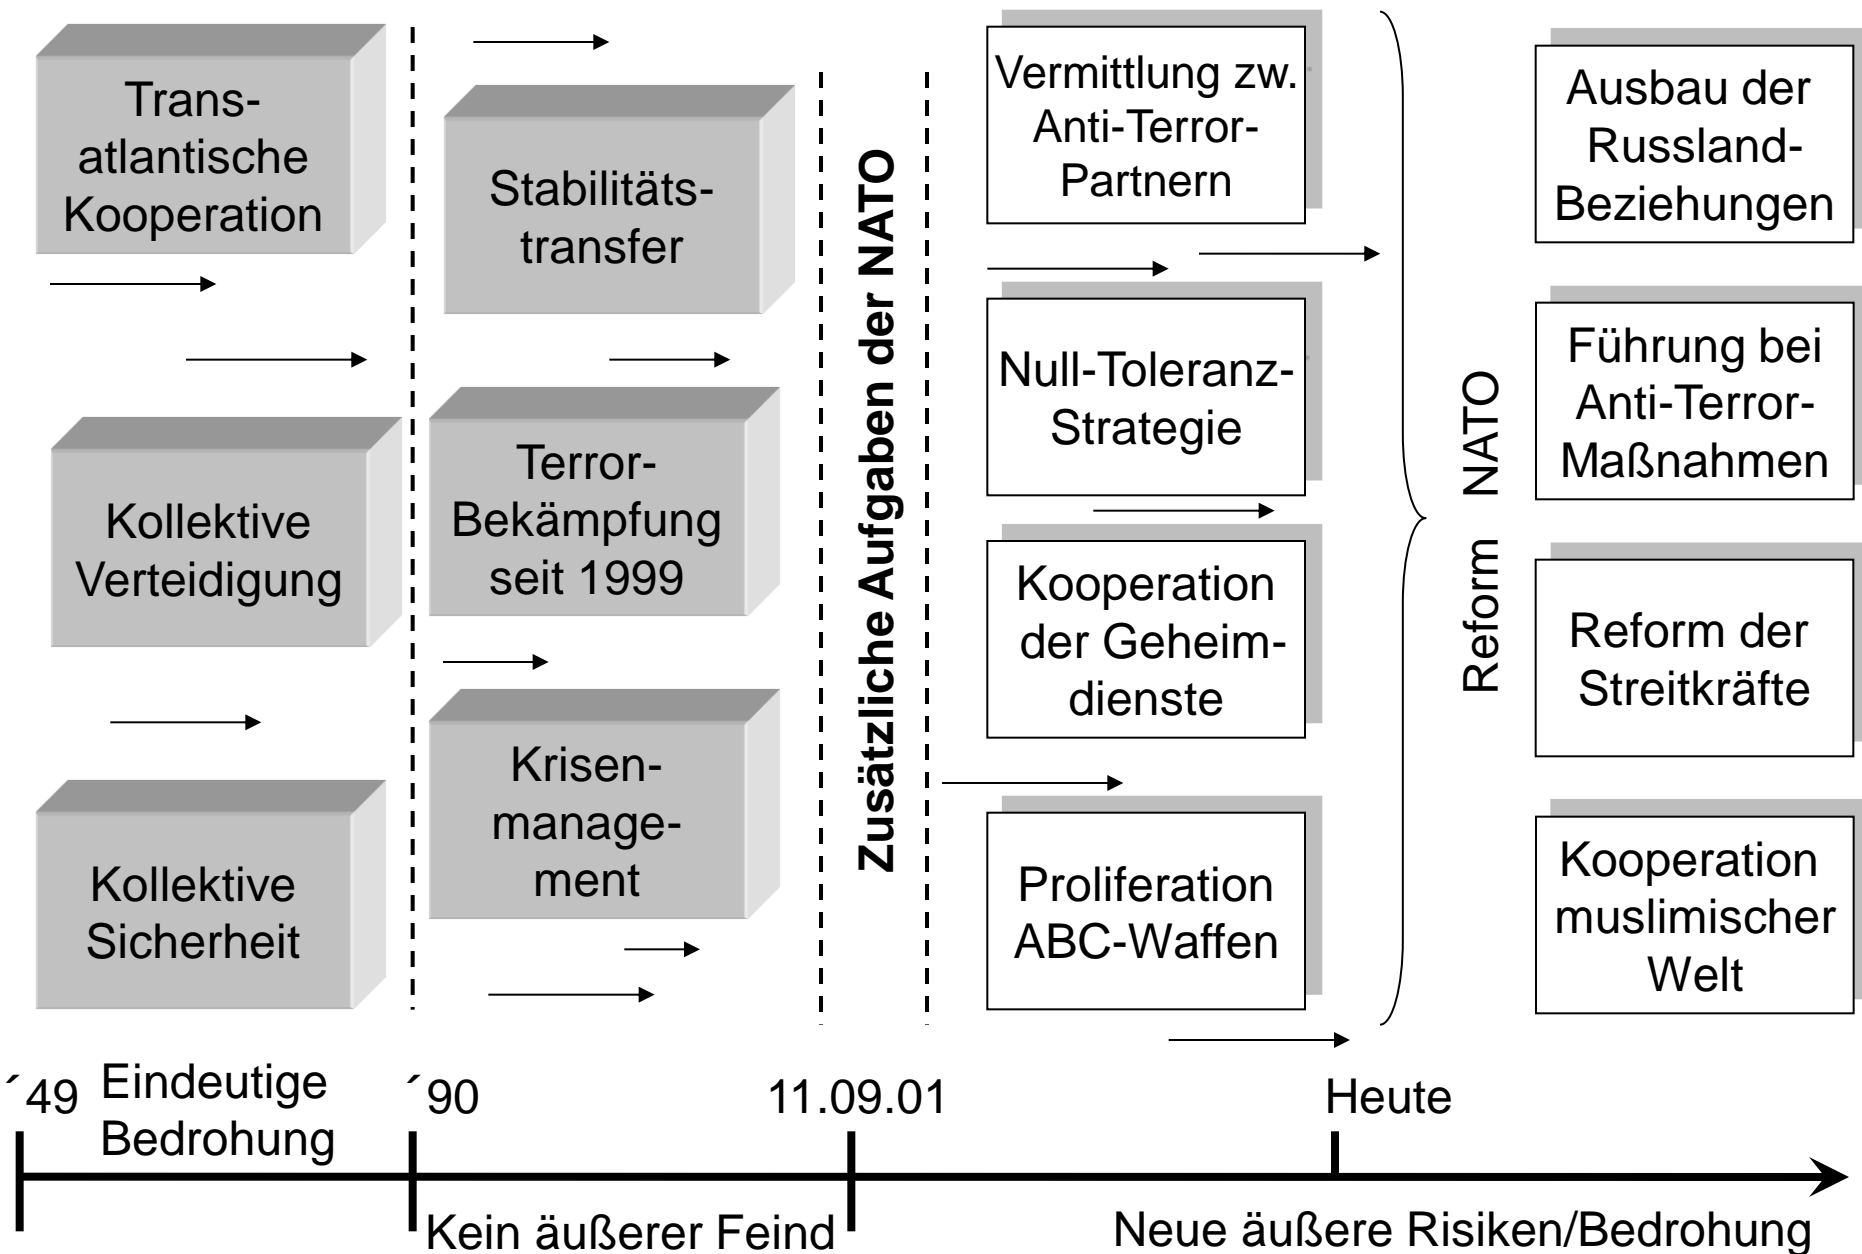 Trans-
atlantische
Kooperation
Kollektive
Verteidigung
Kollektive
Sicherheit
Stabilitäts-
transfer
Terror-
Bekämpfung
seit 1999
Krisen-
manage-
ment
Zusätzliche Aufgaben der NATO
Vermittlung zw.
Anti-Terror-
Partnern
Null-Toleranz-
Strategie
Kooperation
der Geheim-
dienste
Proliferation
ABC-Waffen
Reform NATO
Ausbau der
Russland-
Beziehungen
Führung bei
Anti-Terror-
Maßnahmen
Reform der
Streitkräfte
Kooperation
muslimischer
Welt
´49
Eindeutige
Bedrohung
´90
11.09.01
Heute
Kein äußerer Feind
Neue äußere Risiken/Bedrohung